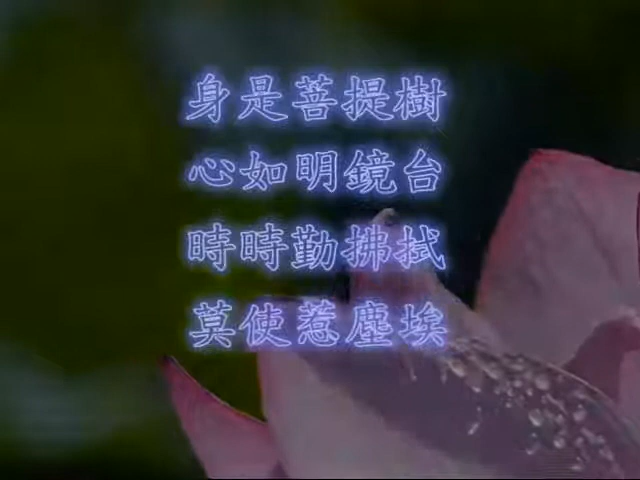 身是菩提樹
心如明鏡台
時時勤拂拭
莫使惹塵埃